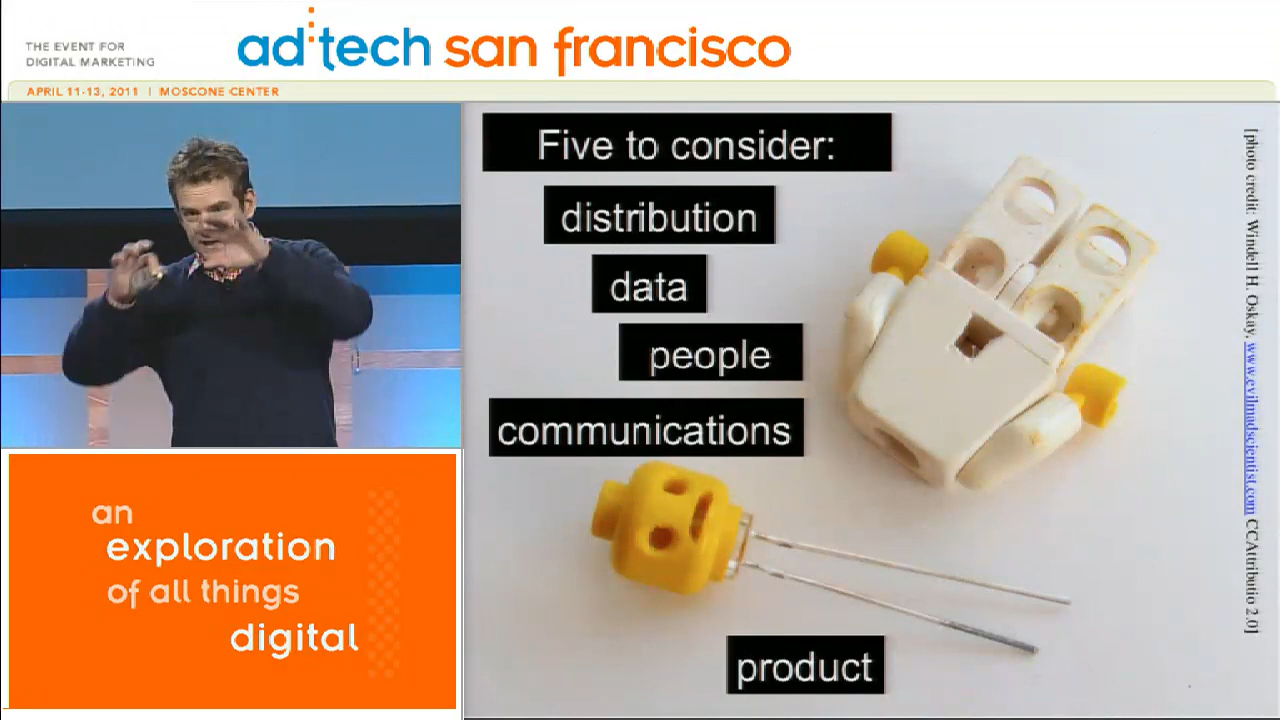 THE EVENT FOR
DIGITAL MARKETING
ad:tech san francisco
APRIL 11-13, 2011 | MOSCONE CENTER
Five to consider:
distribution
data
people
communications
product
an
exploration
of all things
digital
[photo credit: Windell H. Oskay, www.evilmadscientist.com CCAttributio 2.0]